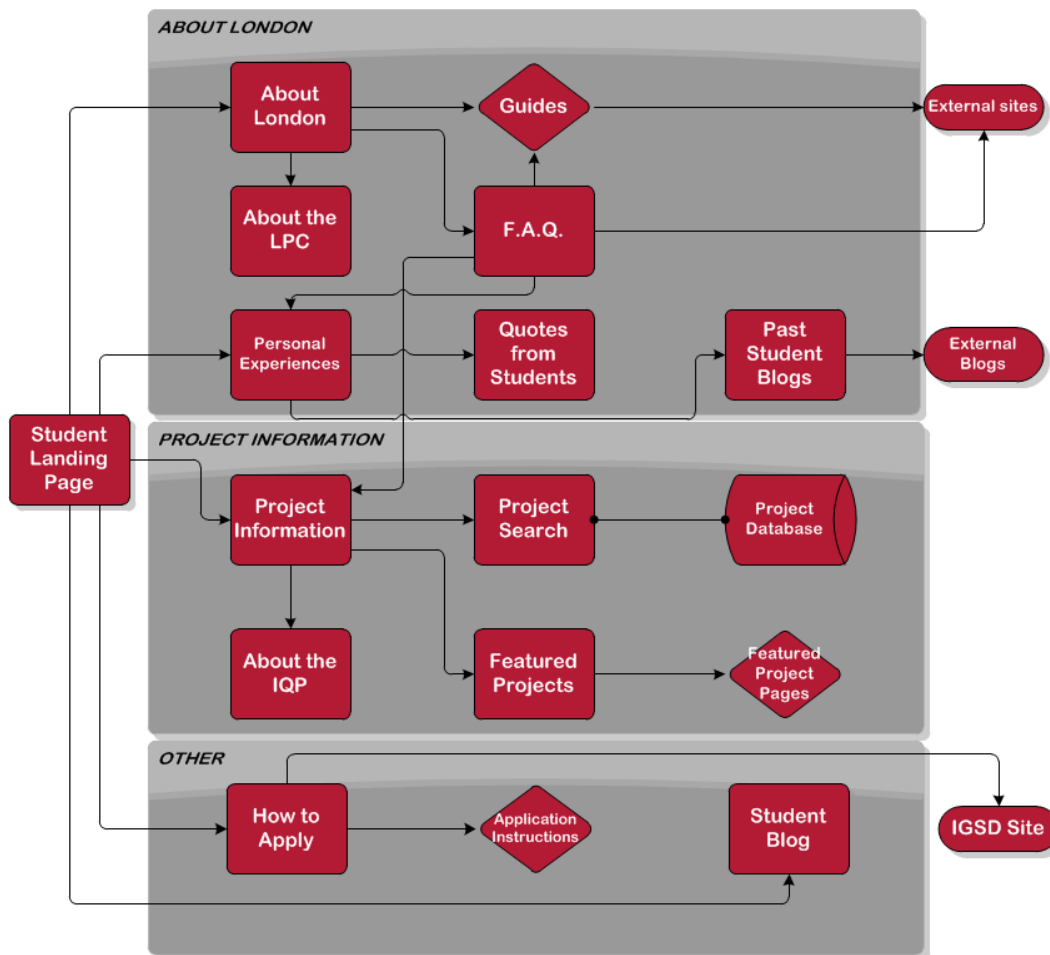 ABOUT LONDON
About
London
Guides
External sites
About the
LPC
F.A.Q.
Personal
Experiences
Quotes
from
Students
Past
Student
Blogs
External
Blogs
Student
Landing
Page
PROJECT INFORMATION
Project
Information
Project
Search
Project
Database
About the
IQP
Featured
Projects
Featured
Project
Pages
OTHER
How to
Apply
Application
Instructions
Student
Blog
IGSD Site